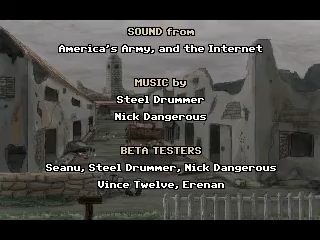 SOUND from
America's Army, and the Internet
MUSIC by
Steel Drummer
Nick Dangerous
BETA TESTERS
Seanu, Steel Drummer, Nick Dangerous
Vince Twelve, Erenan